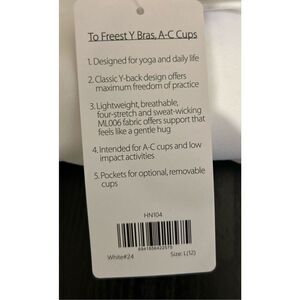 To Freest Y Bras, A-C Cups
1. Designed for yoga and daily life
2. Classic Y-back design offers
maximum freedom of practice
3. Lightweight, breathable,
four-stretch and sweat-wicking
ML006 fabric offers support that
feels like a gentle hug
4. Intended for A-C cups and low
impact activities
5. Pockets for optional, removable
cups
HN104
White#24
Size: L(12)